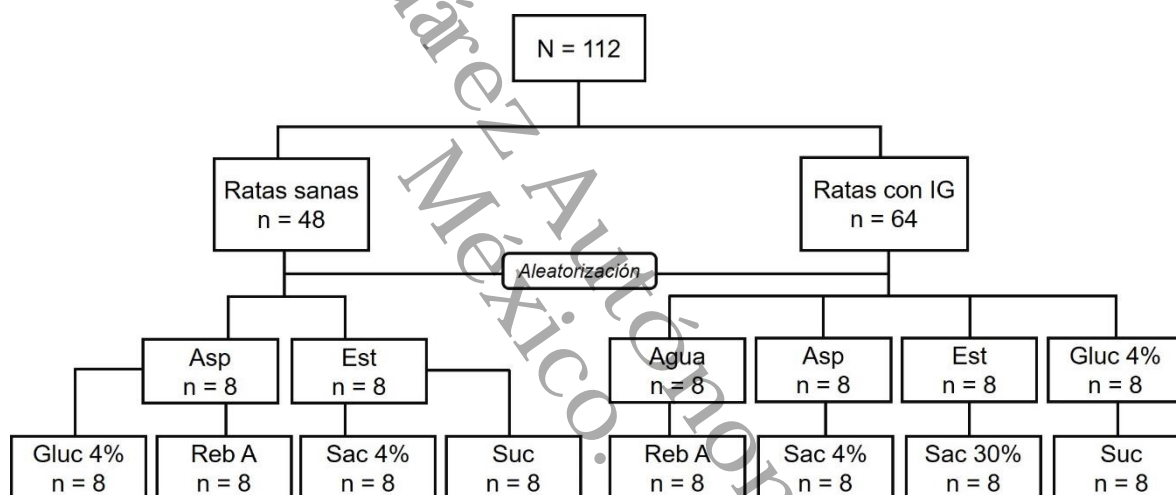 N = 112
Ratas sanas
n = 48
Ratas con IG
n = 64
Aleatorización
Asp
n = 8
Est
n = 8
Agua
n = 8
Asp
n = 8
Est
n = 8
Gluc 4%
n = 8
Gluc 4%
n = 8
Reb A
n = 8
Sac 4%
n = 8
Suc
n = 8
Reb A
n = 8
Sac 4%
n = 8
Sac 30%
n = 8
Suc
n = 8
México.